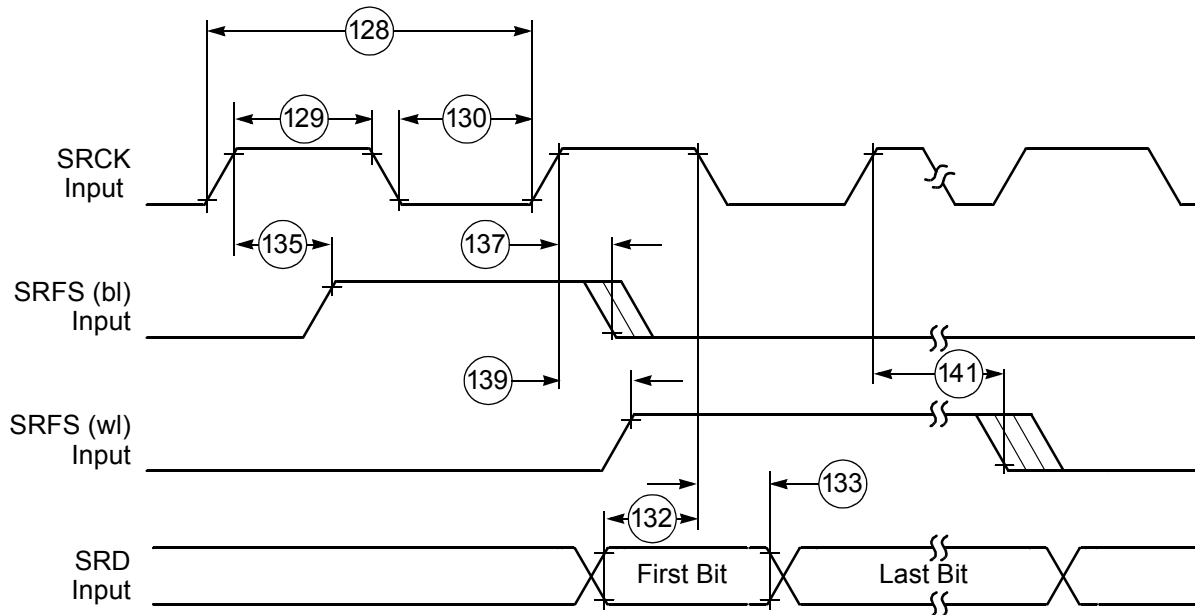 128
129
130
SRCK
Input
135
137
SRFS (bl)
Input
139
141
SRFS (wl)
Input
132
133
SRD
Input
First Bit
Last Bit